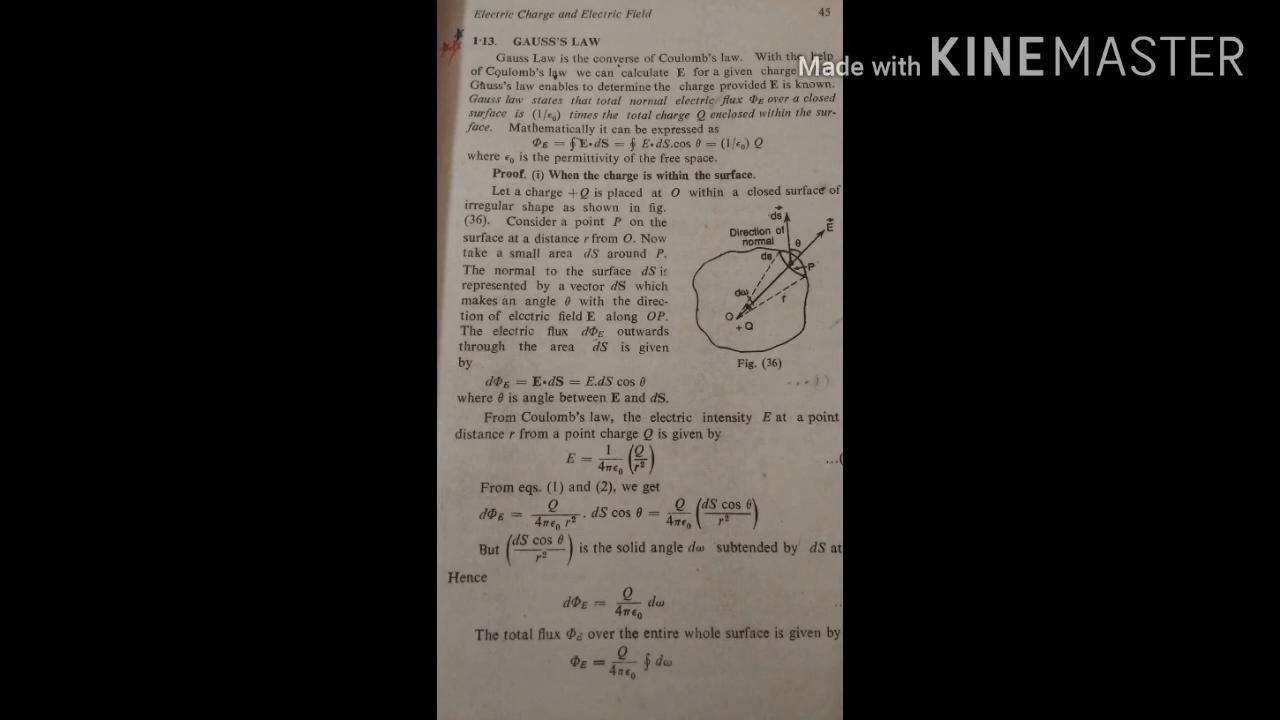 Electric Charge and Electric Field 45
1·13. GAUSS'S LAW
Gauss Law is the converse of Coulomb's law. With the help
of Coulomb's law we can calculate E for a given charge
Gauss's law enables to determine the charge provided E is known.
Gauss law states that total normal electric flux Φ_E over a closed
surface is (1/ϵ₀) times the total charge Q enclosed within the sur-
face. Mathematically it can be expressed as
Φ_E = ∮ E•dS = ∮ E•dS.cos θ = (1/ϵ₀) Q
where ϵ₀ is the permittivity of the free space.
Proof. (i) When the charge is within the surface.
Let a charge +Q is placed at O within a closed surface of
irregular shape as shown in fig.
(36). Consider a point P on the
surface at a distance r from O. Now
take a small area dS around P.
The normal to the surface dS is
represented by a vector dS which
makes an angle θ with the direc-
tion of electric field E along OP.
The electric flux dΦ_E outwards
through the area dS is given
by
ds
E
Direction of
normal
θ
ds
P
dω
r
O
+Q
Fig. (36)
dΦ_E = E•dS = E.dS cos θ ...1)
where θ is angle between E and dS.
From Coulomb's law, the electric intensity E at a point
distance r from a point charge Q is given by
E = 1/4πϵ₀ (Q/r²) ...(
From eqs. (1) and (2), we get
dΦ_E = Q/4πϵ₀ r² . dS cos θ = Q/4πϵ₀ (dS cos θ/r²)
But (dS cos θ/r²) is the solid angle dω subtended by dS at
Hence
dΦ_E = Q/4πϵ₀ dω ..
The total flux Φ_E over the entire whole surface is given by
Φ_E = Q/4πϵ₀ ∮ dω
Made with KINEMASTER